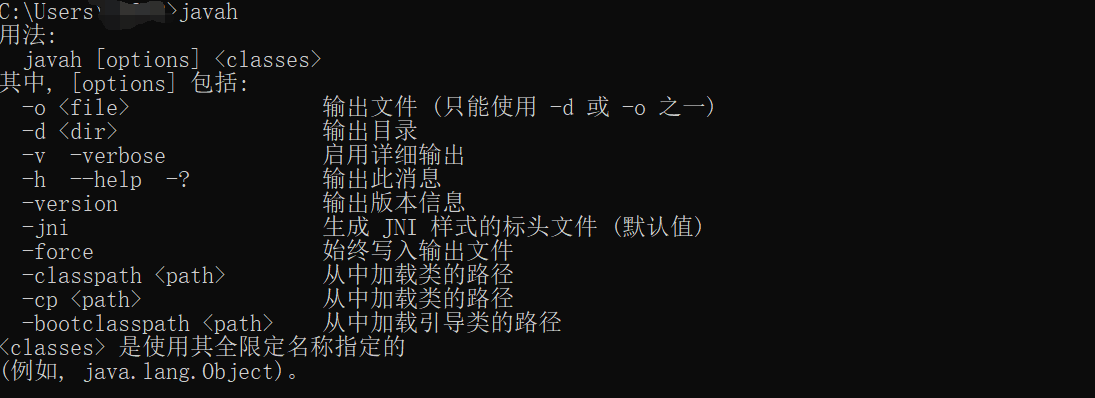 C:\Users\ >javah
用法:
  javah [options] <classes>
其中, [options] 包括:
  -o <file>                输出文件 (只能使用 -d 或 -o 之一)
  -d <dir>                 输出目录
  -v  -verbose             启用详细输出
  -h  --help  -?           输出此消息
  -version                 输出版本信息
  -jni                     生成 JNI 样式的标头文件 (默认值)
  -force                   始终写入输出文件
  -classpath <path>        从中加载类的路径
  -cp <path>               从中加载类的路径
  -bootclasspath <path>    从中加载引导类的路径
<classes> 是使用其全限定名称指定的
(例如, java.lang.Object)。